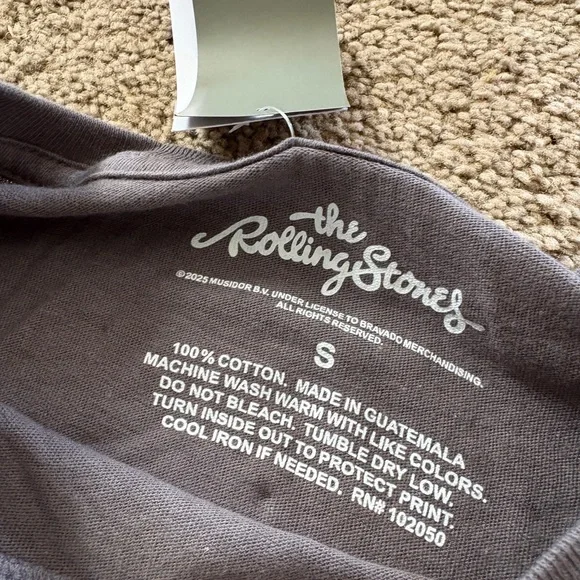 the
Rolling Stones
©2025 MUSIDOR B.V. UNDER LICENSE TO BRAVADO MERCHANDISING.
ALL RIGHTS RESERVED.
S
100% COTTON. MADE IN GUATEMALA
MACHINE WASH WARM WITH LIKE COLORS.
DO NOT BLEACH. TUMBLE DRY LOW.
TURN INSIDE OUT TO PROTECT PRINT.
COOL IRON IF NEEDED. RN# 102050